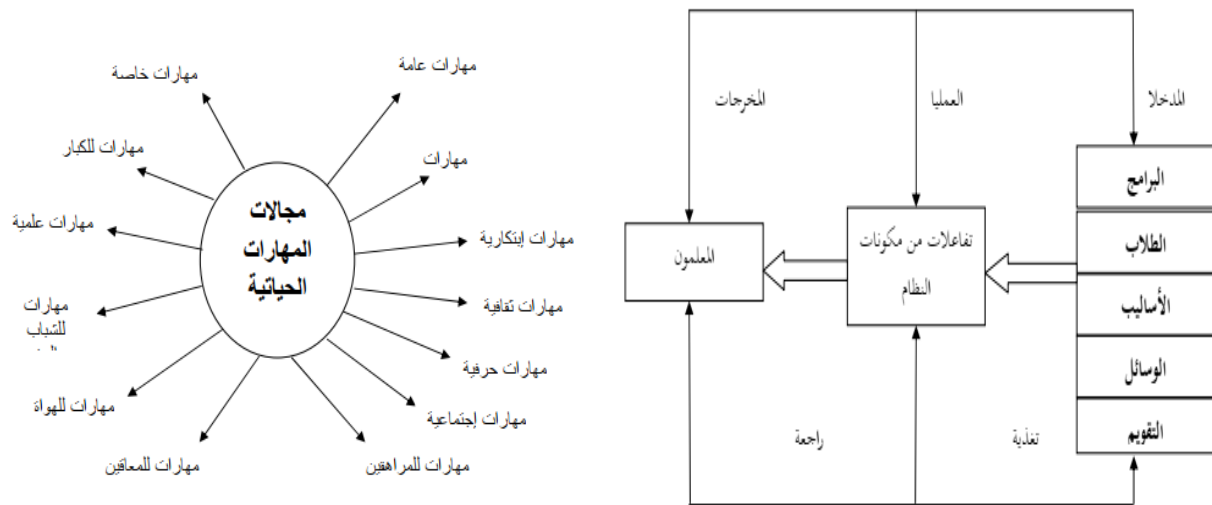 المدخلا
العمليا
المخرجات
البرامج
الطلاب
الأساليب
الوسائل
التقويم
تفاعلات من مكونات
النظام
المعلمون
تغذية
راجعة
مجالات
المهارات
الحياتية
مهارات عامة
مهارات
مهارات إبتكارية
مهارات ثقافية
مهارات حرفية
مهارات إجتماعية
مهارات للمراهقين
مهارات للمعاقين
مهارات للهواة
مهارات
للشباب
مهارات علمية
مهارات للكبار
مهارات خاصة